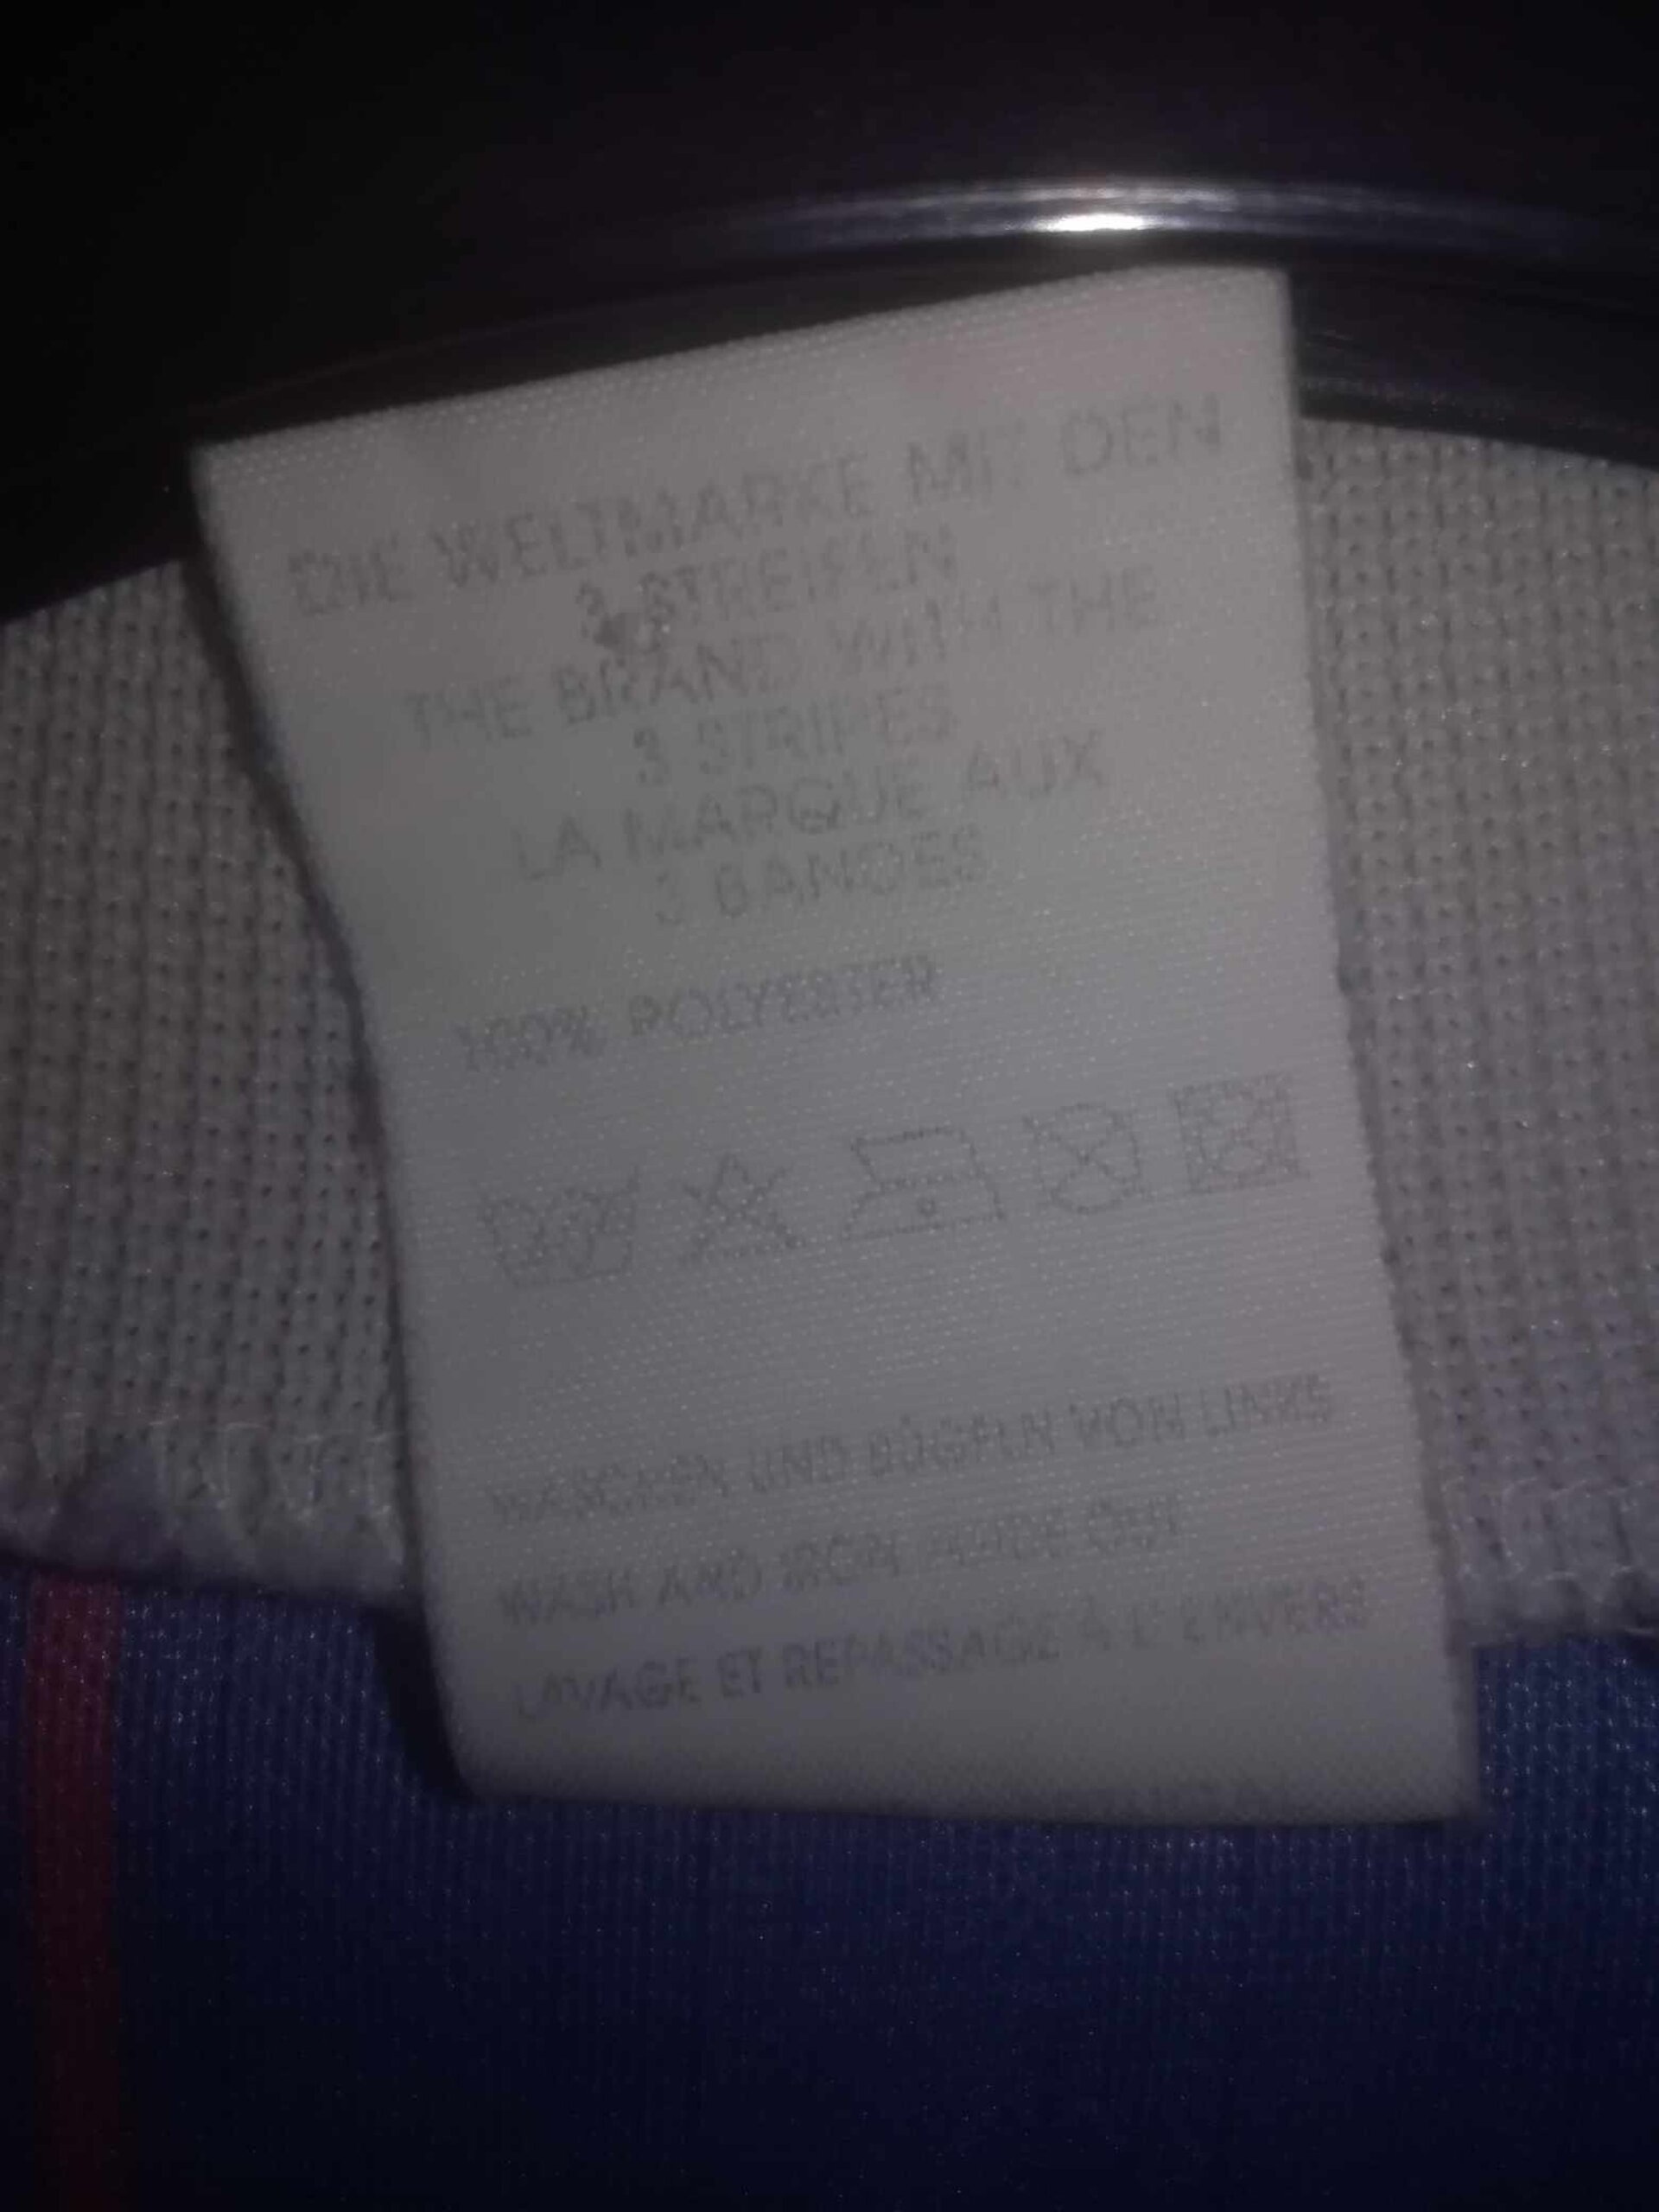 DIE WELTMARKE MIT DEN
3 STREIFEN
THE BRAND WITH THE
3 STRIPES
LA MARQUE AUX
3 BANDES
100% POLYESTER
WASCHEN UND BÜGELN VON LINKS
WASH AND IRON INSIDE OUT
LAVAGE ET REPASSAGE À L'ENVERS